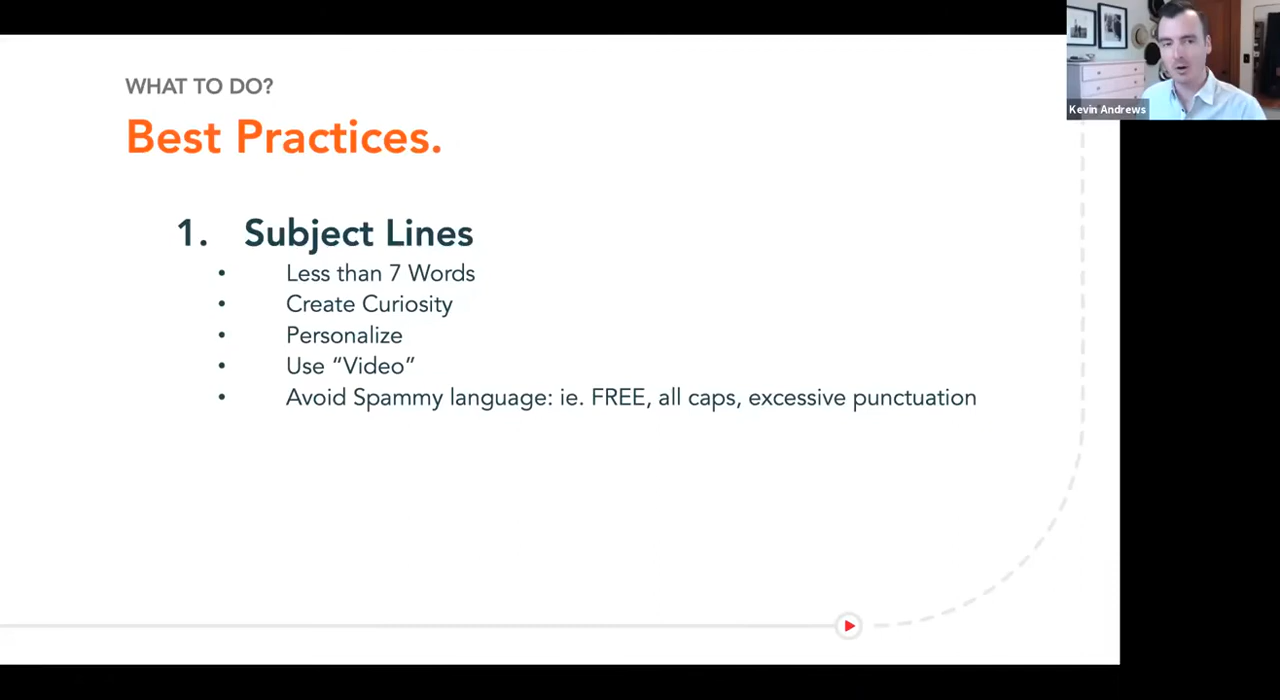 WHAT TO DO?
Best Practices.
1. Subject Lines
• Less than 7 Words
• Create Curiosity
• Personalize
• Use “Video”
• Avoid Spammy language: ie. FREE, all caps, excessive punctuation
Kevin Andrews